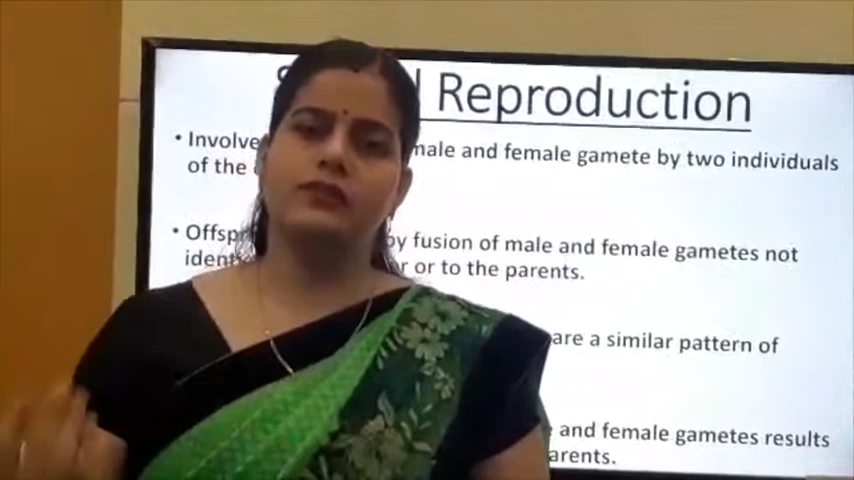 Reproduction
• Involve male and female gamete by two individuals
of the
• Offspr by fusion of male and female gametes not
ident or to the parents.
are a similar pattern of
and female gametes results
parents.